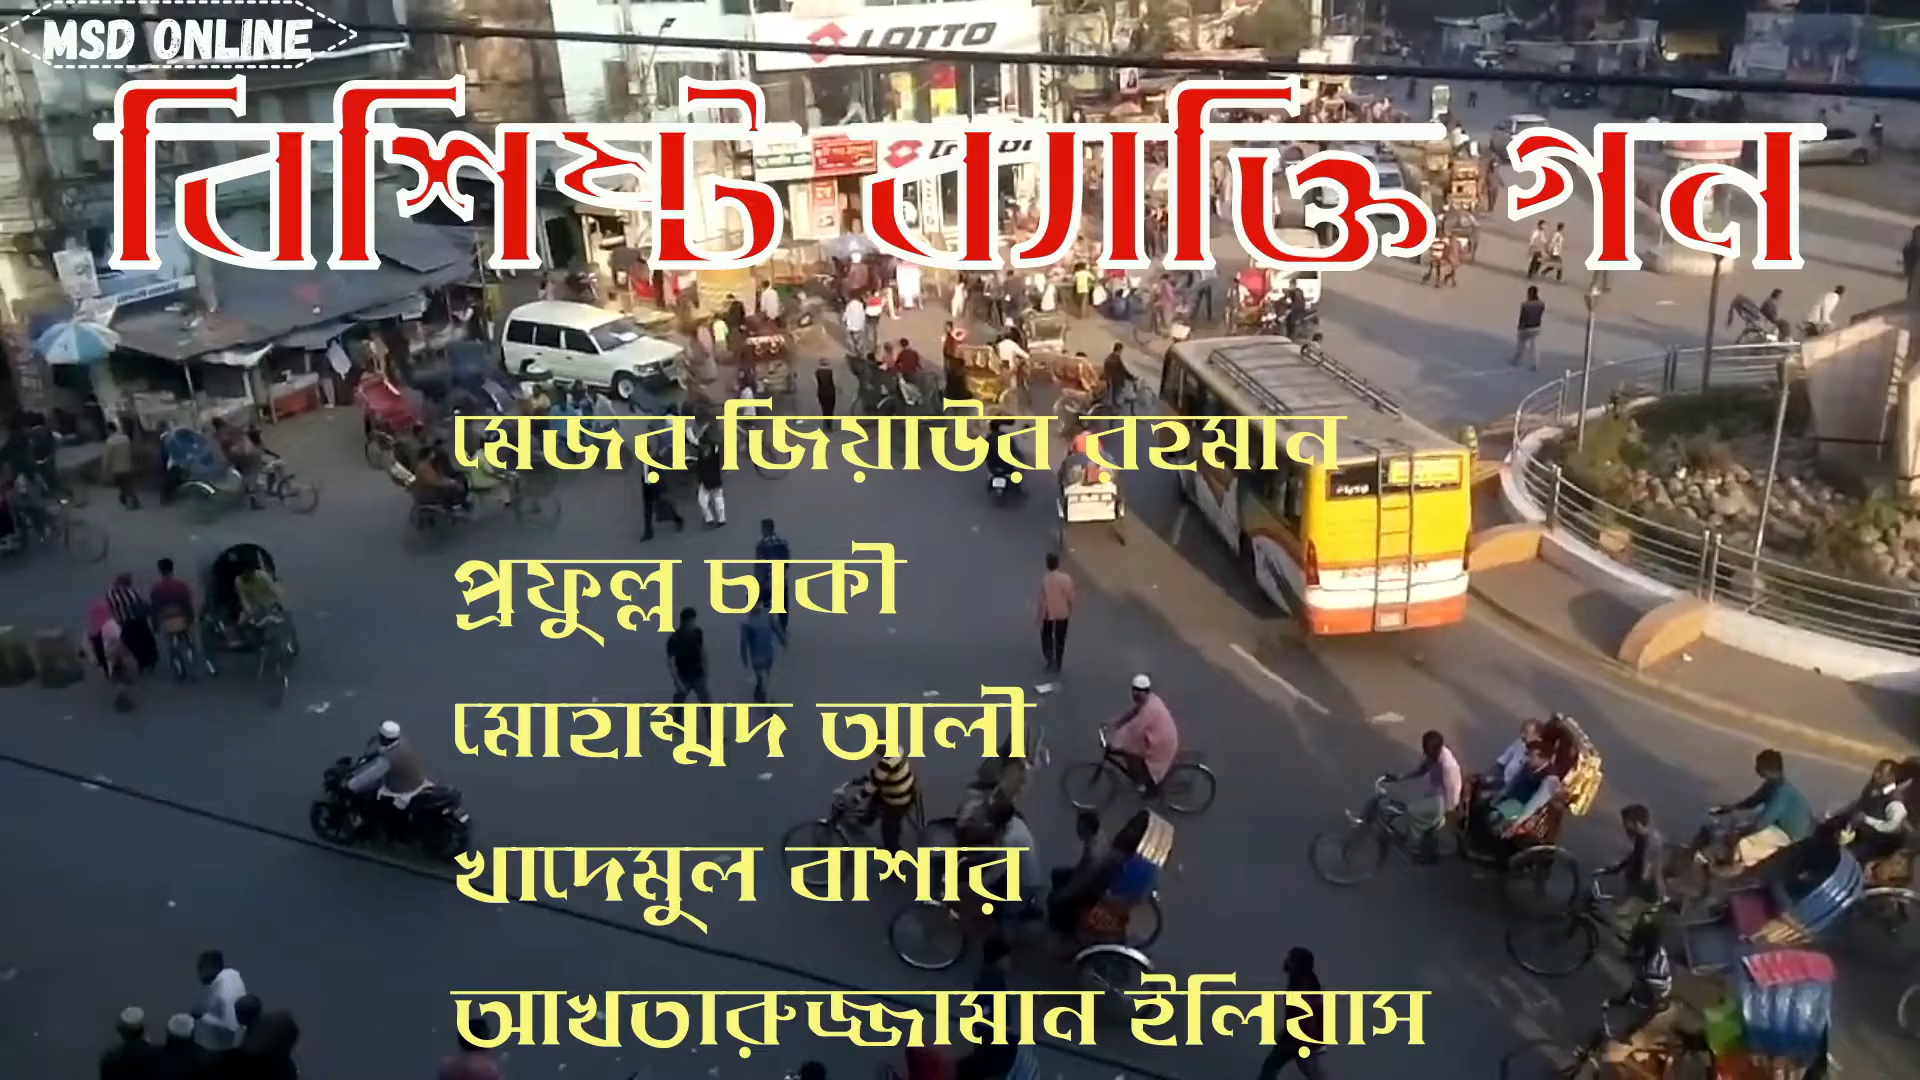 MSD ONLINE
LOTTO
বিশিষ্ট ব্যাক্তি গন
মেজর জিয়াউর রহমান
প্রফুল্ল চাকী
মোহাম্মদ আলী
খাদেমুল বাশার
আখতারুজ্জামান ইলিয়াস